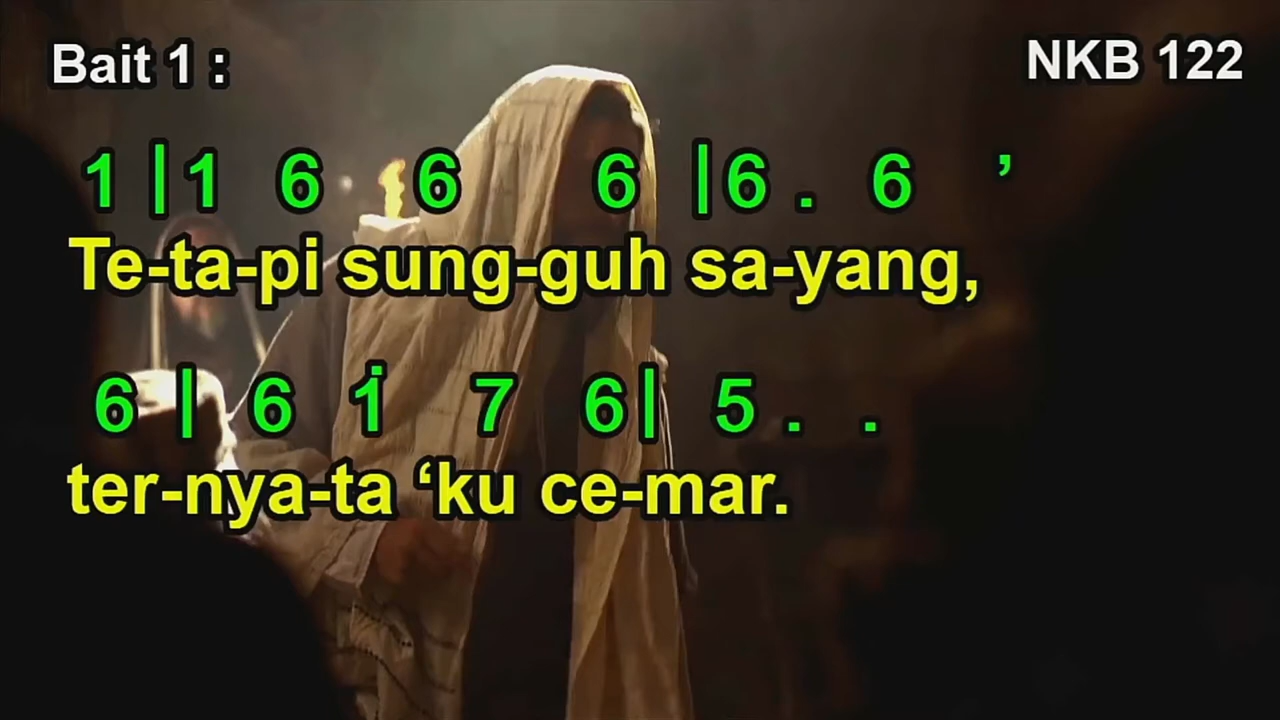 Bait 1 : NKB 122
1 | 1 6 6 6 | 6 . 6 ’
Te-ta-pi sung-guh sa-yang,
6 | 6 1̇ 7 6 | 5 . .
ter-nya-ta ‘ku ce-mar.